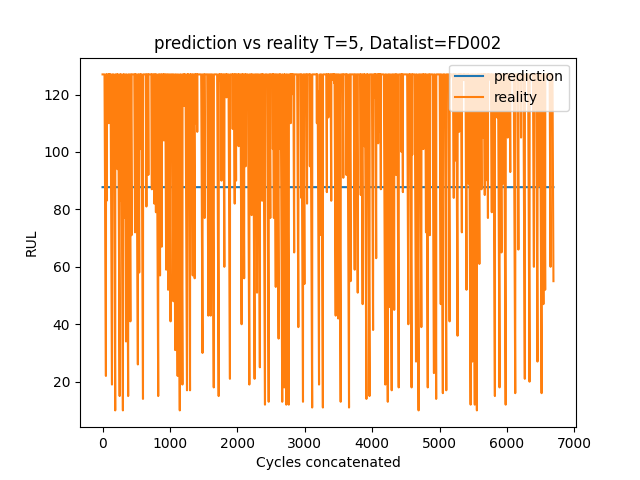 prediction vs reality T=5, Datalist=FD002
prediction
reality
RUL
120
100
80
60
40
20
0
1000
2000
3000
4000
5000
6000
7000
Cycles concatenated